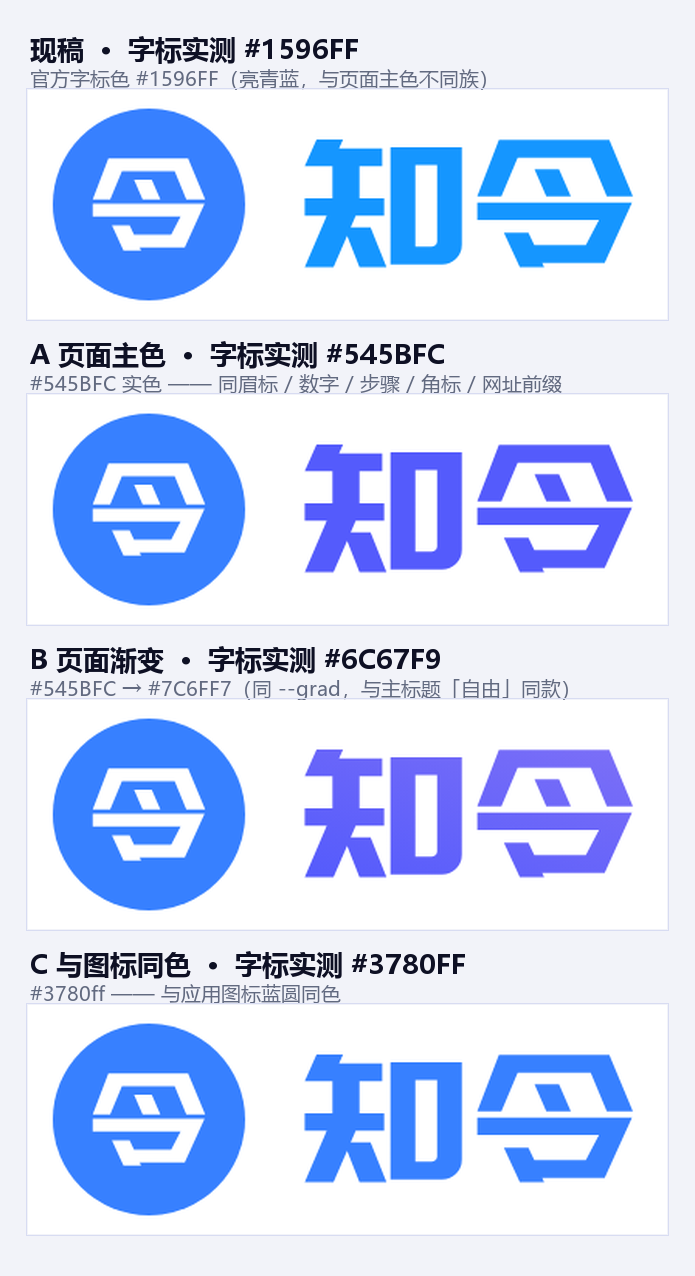 现稿 • 字标实测 #1596FF
官方字标色 #1596FF（亮青蓝，与页面主色不同族）
知令
A 页面主色 • 字标实测 #545BFC
#545BFC 实色 —— 同眉标 / 数字 / 步骤 / 角标 / 网址前缀
知令
B 页面渐变 • 字标实测 #6C67F9
#545BFC → #7C6FF7（同 --grad，与主标题「自由」同款）
知令
C 与图标同色 • 字标实测 #3780FF
#3780ff —— 与应用图标蓝圆同色
知令